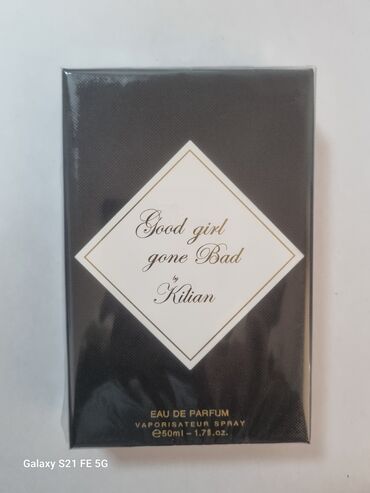 Good girl
gone Bad
by
Kilian
EAU DE PARFUM
VAPORISATEUR SPRAY
℮50ml - 1.7fl.oz.
Galaxy S21 FE 5G